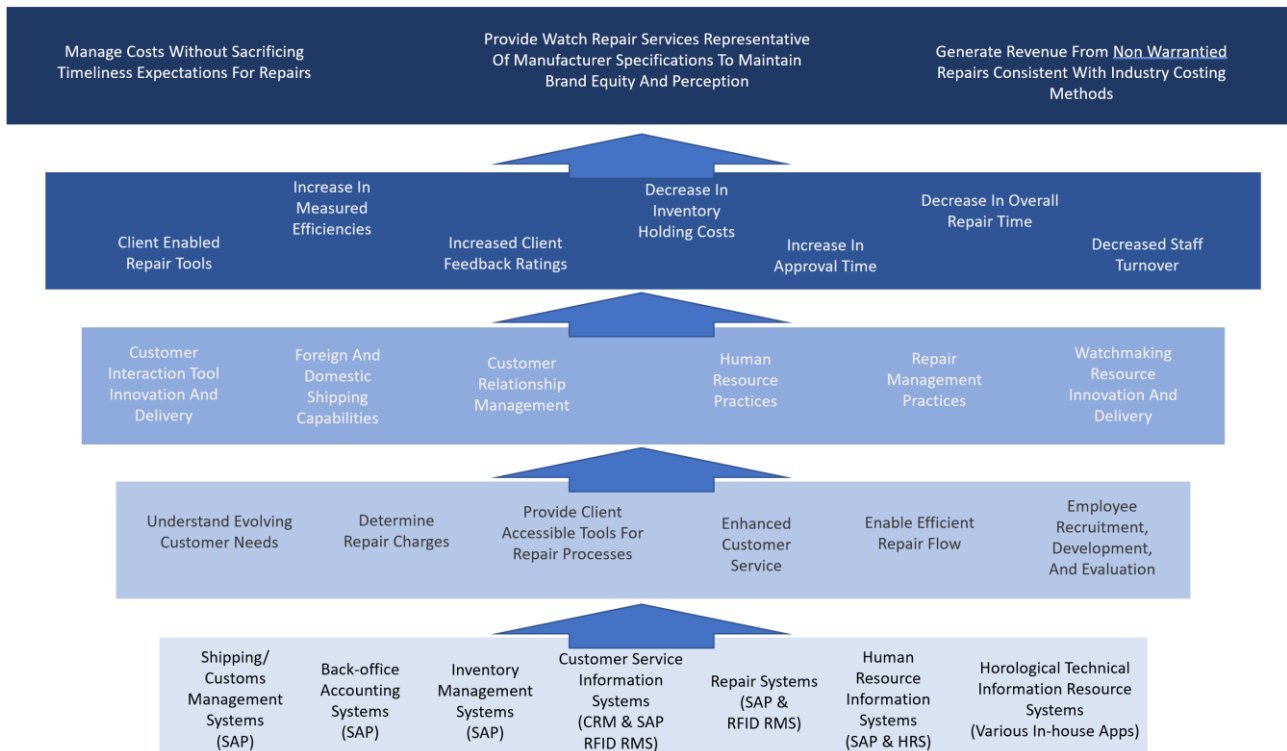 Manage Costs Without Sacrificing
Timeliness Expectations For Repairs
Provide Watch Repair Services Representative
Of Manufacturer Specifications To Maintain
Brand Equity And Perception
Generate Revenue From Non Warrantied
Repairs Consistent With Industry Costing
Methods
Client Enabled
Repair Tools
Increase In
Measured
Efficiencies
Increased Client
Feedback Ratings
Decrease In
Inventory
Holding Costs
Increase In
Approval Time
Decrease In Overall
Repair Time
Decreased Staff
Turnover
Customer
Interaction Tool
Innovation And
Delivery
Foreign And
Domestic
Shipping
Capabilities
Customer
Relationship
Management
Human
Resource
Practices
Repair
Management
Practices
Watchmaking
Resource
Innovation And
Delivery
Understand Evolving
Customer Needs
Determine
Repair Charges
Provide Client
Accessible Tools For
Repair Processes
Enhanced
Customer
Service
Enable Efficient
Repair Flow
Employee
Recruitment,
Development,
And Evaluation
Shipping/
Customs
Management
Systems
(SAP)
Back-office
Accounting
Systems
(SAP)
Inventory
Management
Systems
(SAP)
Customer Service
Information
Systems
(CRM & SAP
RFID RMS)
Repair Systems
(SAP &
RFID RMS)
Human
Resource
Information
Systems
(SAP & HRS)
Horological Technical
Information Resource
Systems
(Various In-house Apps)